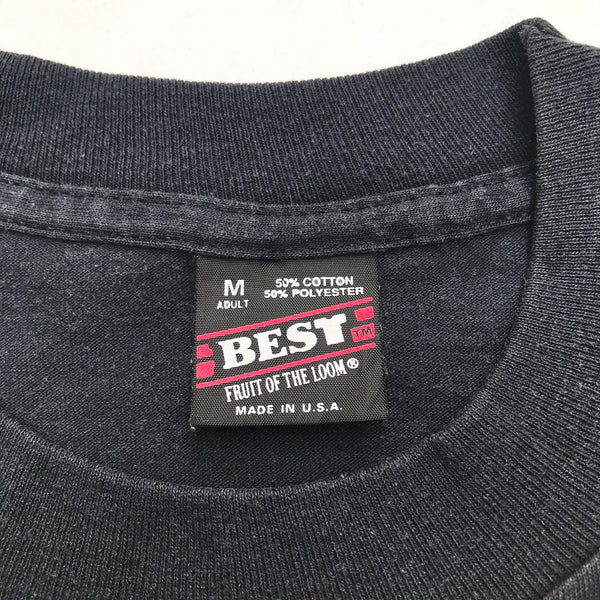 M
ADULT
50% COTTON
50% POLYESTER
BEST™
FRUIT OF THE LOOM®
MADE IN U.S.A.